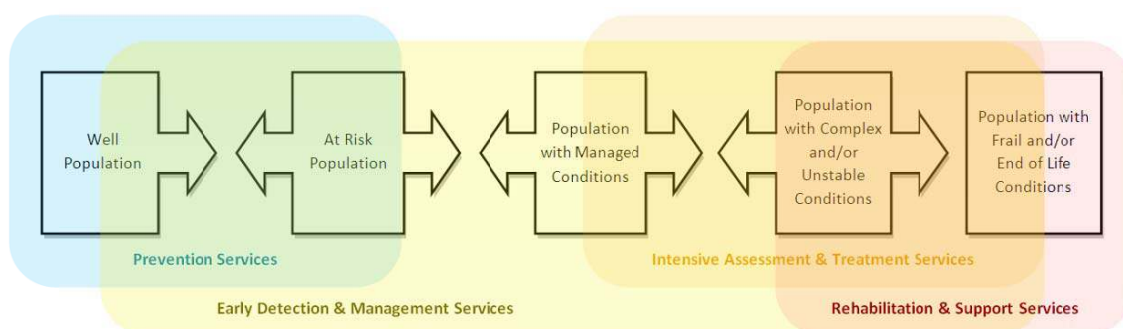 Well
Population
At Risk
Population
Population
with Managed
Conditions
Population
with Complex
and/or
Unstable
Conditions
Population with
Frail and/or
End of Life
Conditions
Prevention Services
Intensive Assessment & Treatment Services
Early Detection & Management Services
Rehabilitation & Support Services